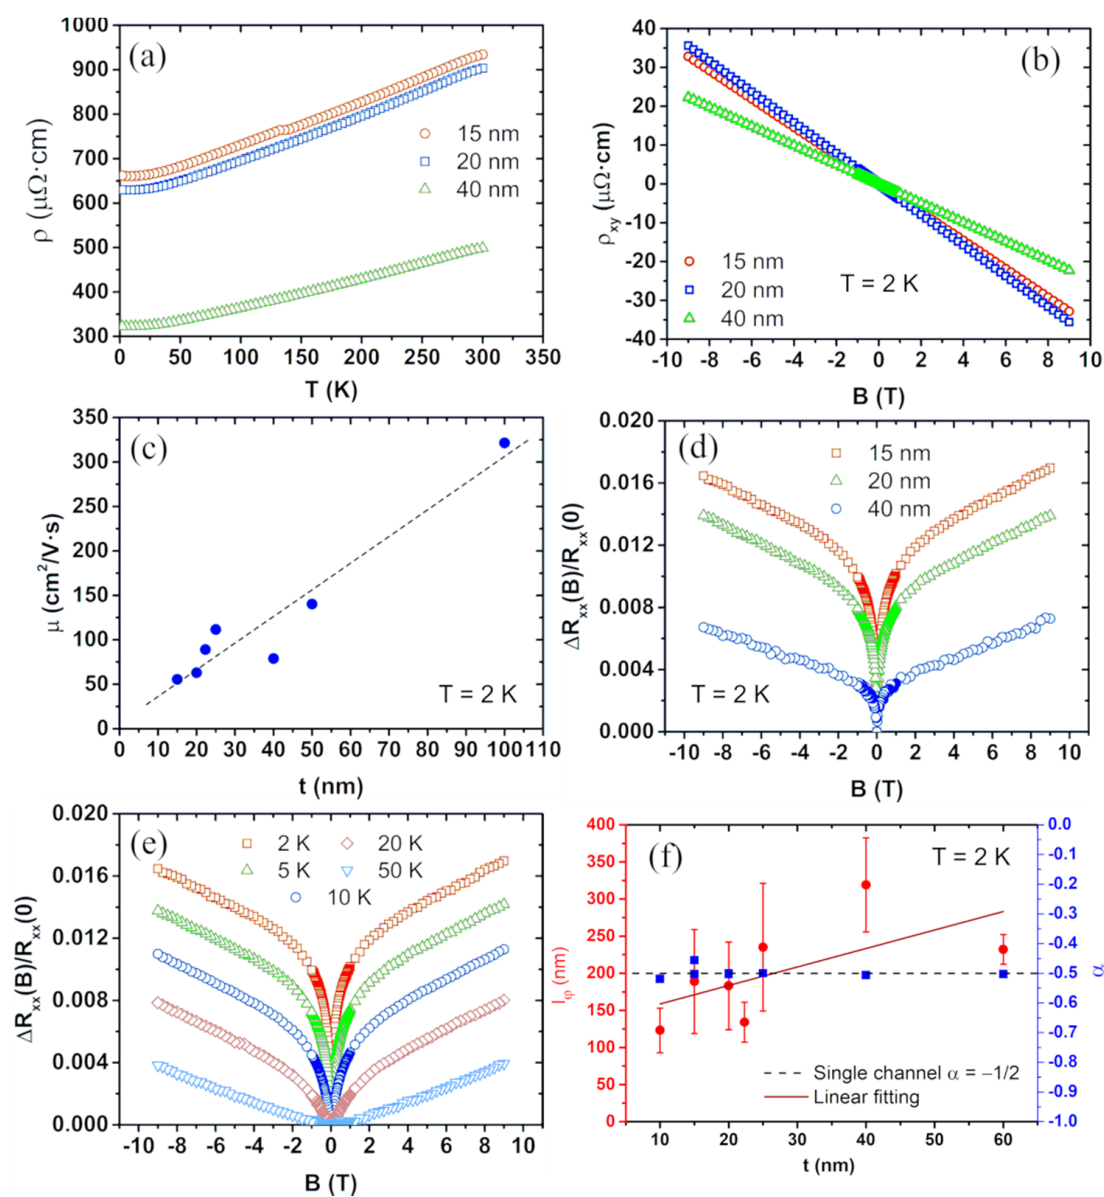 (a)
1000
900
800
700
600
500
400
300
ρ (μΩ·cm)
15 nm
20 nm
40 nm
0 50 100 150 200 250 300 350
T (K)
(b)
40
30
20
10
0
-10
-20
-30
-40
ρxy (μΩ·cm)
15 nm
20 nm
40 nm
T = 2 K
-10 -8 -6 -4 -2 0 2 4 6 8 10
B (T)
(c)
350
300
250
200
150
100
50
0
μ (cm²/V·s)
T = 2 K
0 10 20 30 40 50 60 70 80 90 100 110
t (nm)
(d)
0.020
0.016
0.012
0.008
0.004
0.000
ΔRxx(B)/Rxx(0)
15 nm
20 nm
40 nm
T = 2 K
-10 -8 -6 -4 -2 0 2 4 6 8 10
B (T)
(e)
0.020
0.016
0.012
0.008
0.004
0.000
ΔRxx(B)/Rxx(0)
2 K 20 K
5 K 50 K
10 K
-10 -8 -6 -4 -2 0 2 4 6 8 10
B (T)
(f)
T = 2 K
400
350
300
250
200
150
100
50
0
lφ (nm)
0.0
-0.1
-0.2
-0.3
-0.4
-0.5
-0.6
-0.7
-0.8
-0.9
-1.0
α
Single channel α = −1/2
Linear fitting
10 20 30 40 50 60
t (nm)